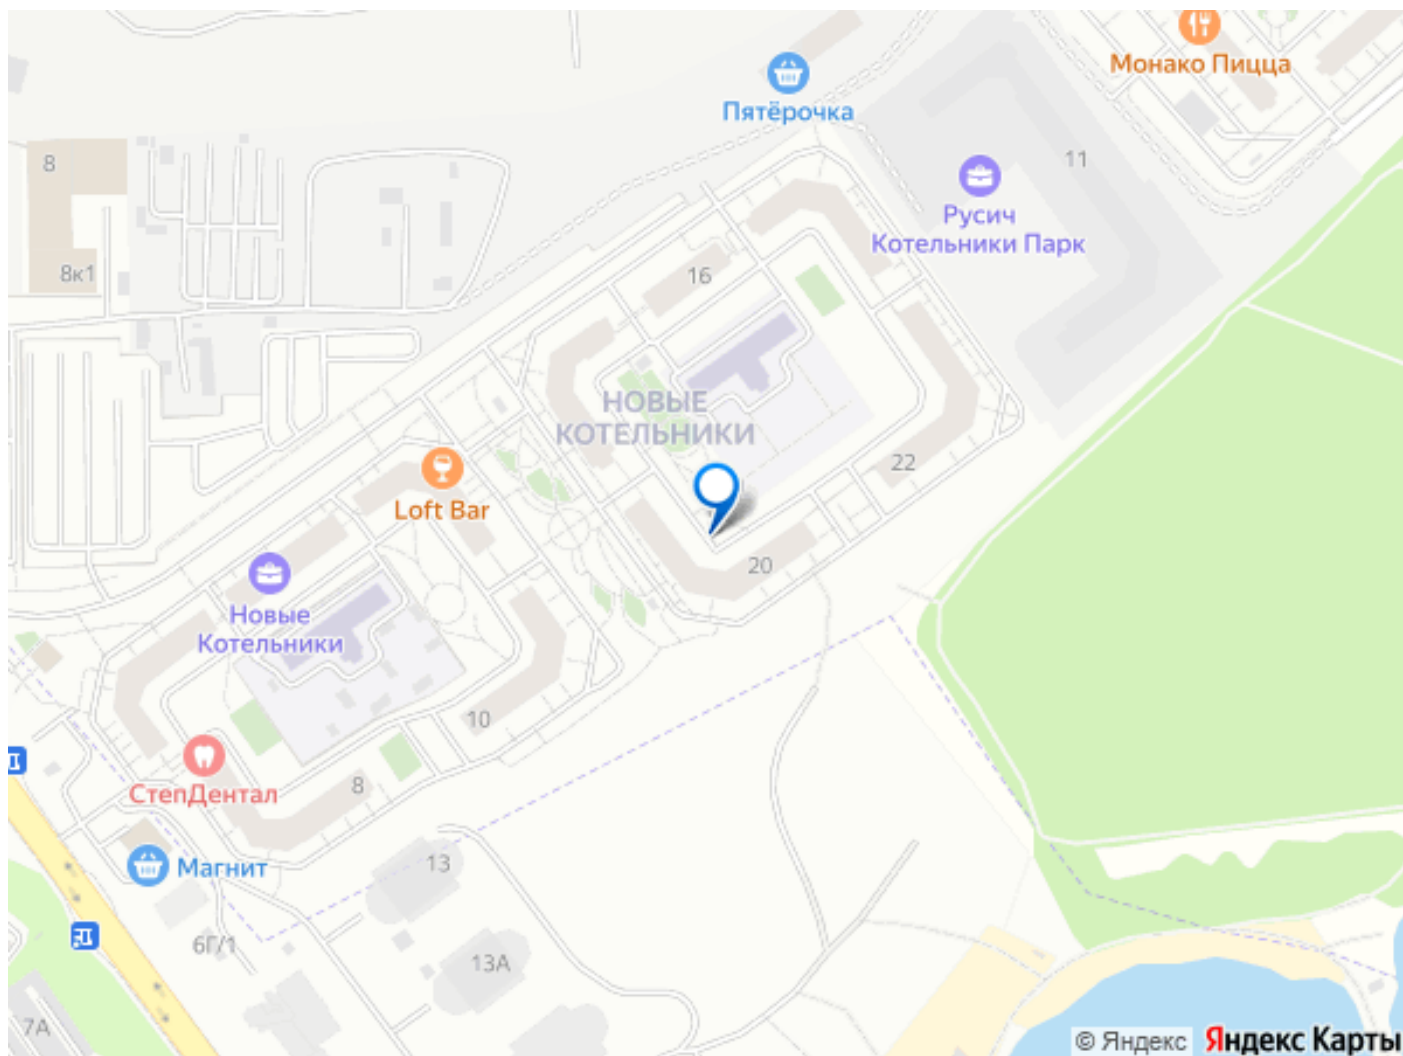 Монако Пицца
Пятёрочка
11
8
Русич
Котельники Парк
8к1
16
НОВЫЕ
КОТЕЛЬНИКИ
22
Loft Bar
20
Новые
Котельники
10
8
СтепДентал
Магнит
13
6Г/1
13А
7А
© Яндекс
Яндекс Карты